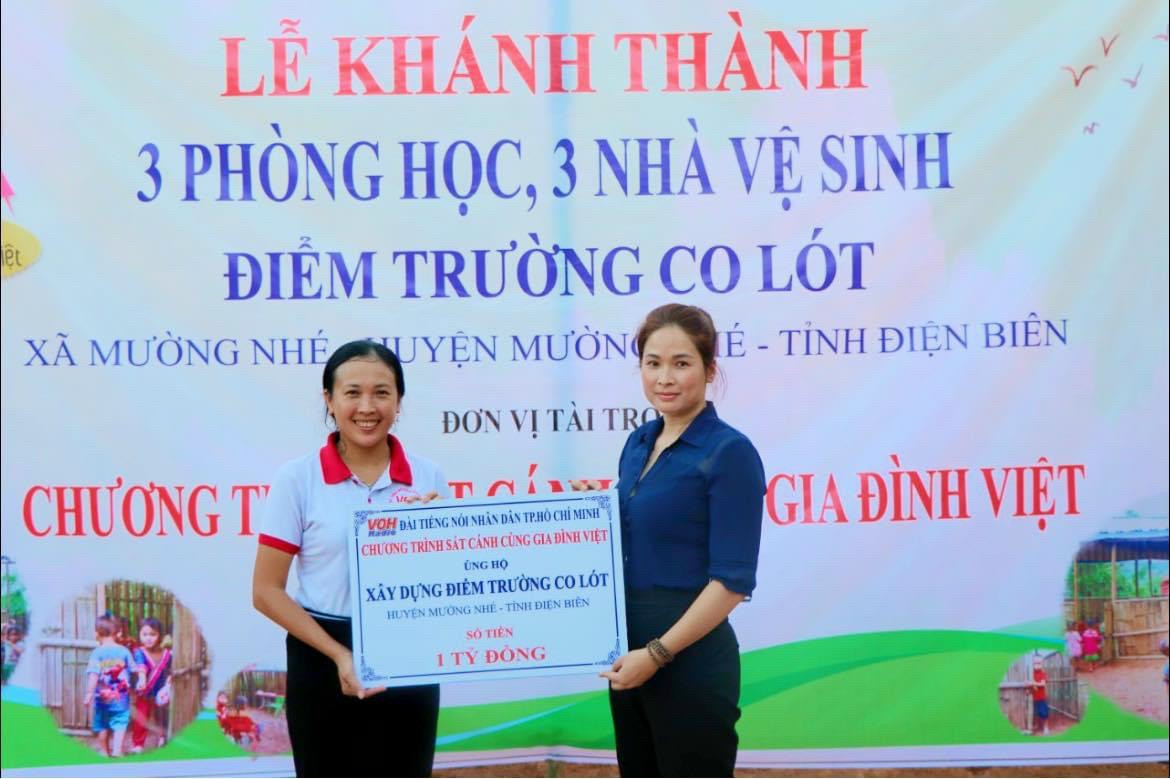 LỄ KHÁNH THÀNH
3 PHÒNG HỌC, 3 NHÀ VỆ SINH
ĐIỂM TRƯỜNG CO LÓT
XÃ MƯỜNG NHÉ - HUYỆN MƯỜNG NHÉ - TỈNH ĐIỆN BIÊN
ĐƠN VỊ TÀI TRỢ
CHƯƠNG GIA ĐÌNH VIỆT
iệt
VOH Radio ĐÀI TIẾNG NÓI NHÂN DÂN TP.HỒ CHÍ MINH
CHƯƠNG TRÌNH SÁT CÁNH CÙNG GIA ĐÌNH VIỆT
ỦNG HỘ
XÂY DỰNG ĐIỂM TRƯỜNG CO LÓT
HUYỆN MƯỜNG NHÉ - TỈNH ĐIỆN BIÊN
SỐ TIỀN
1 TỶ ĐỒNG